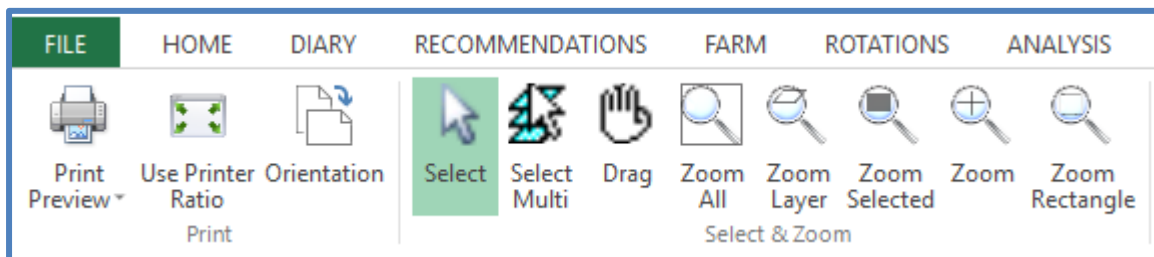 FILE HOME DIARY RECOMMENDATIONS FARM ROTATIONS ANALYSIS
Print Use Printer Orientation Select Select Drag Zoom Zoom Zoom Zoom Zoom
Preview Ratio Multi All Layer Selected Rectangle
Print Select & Zoom